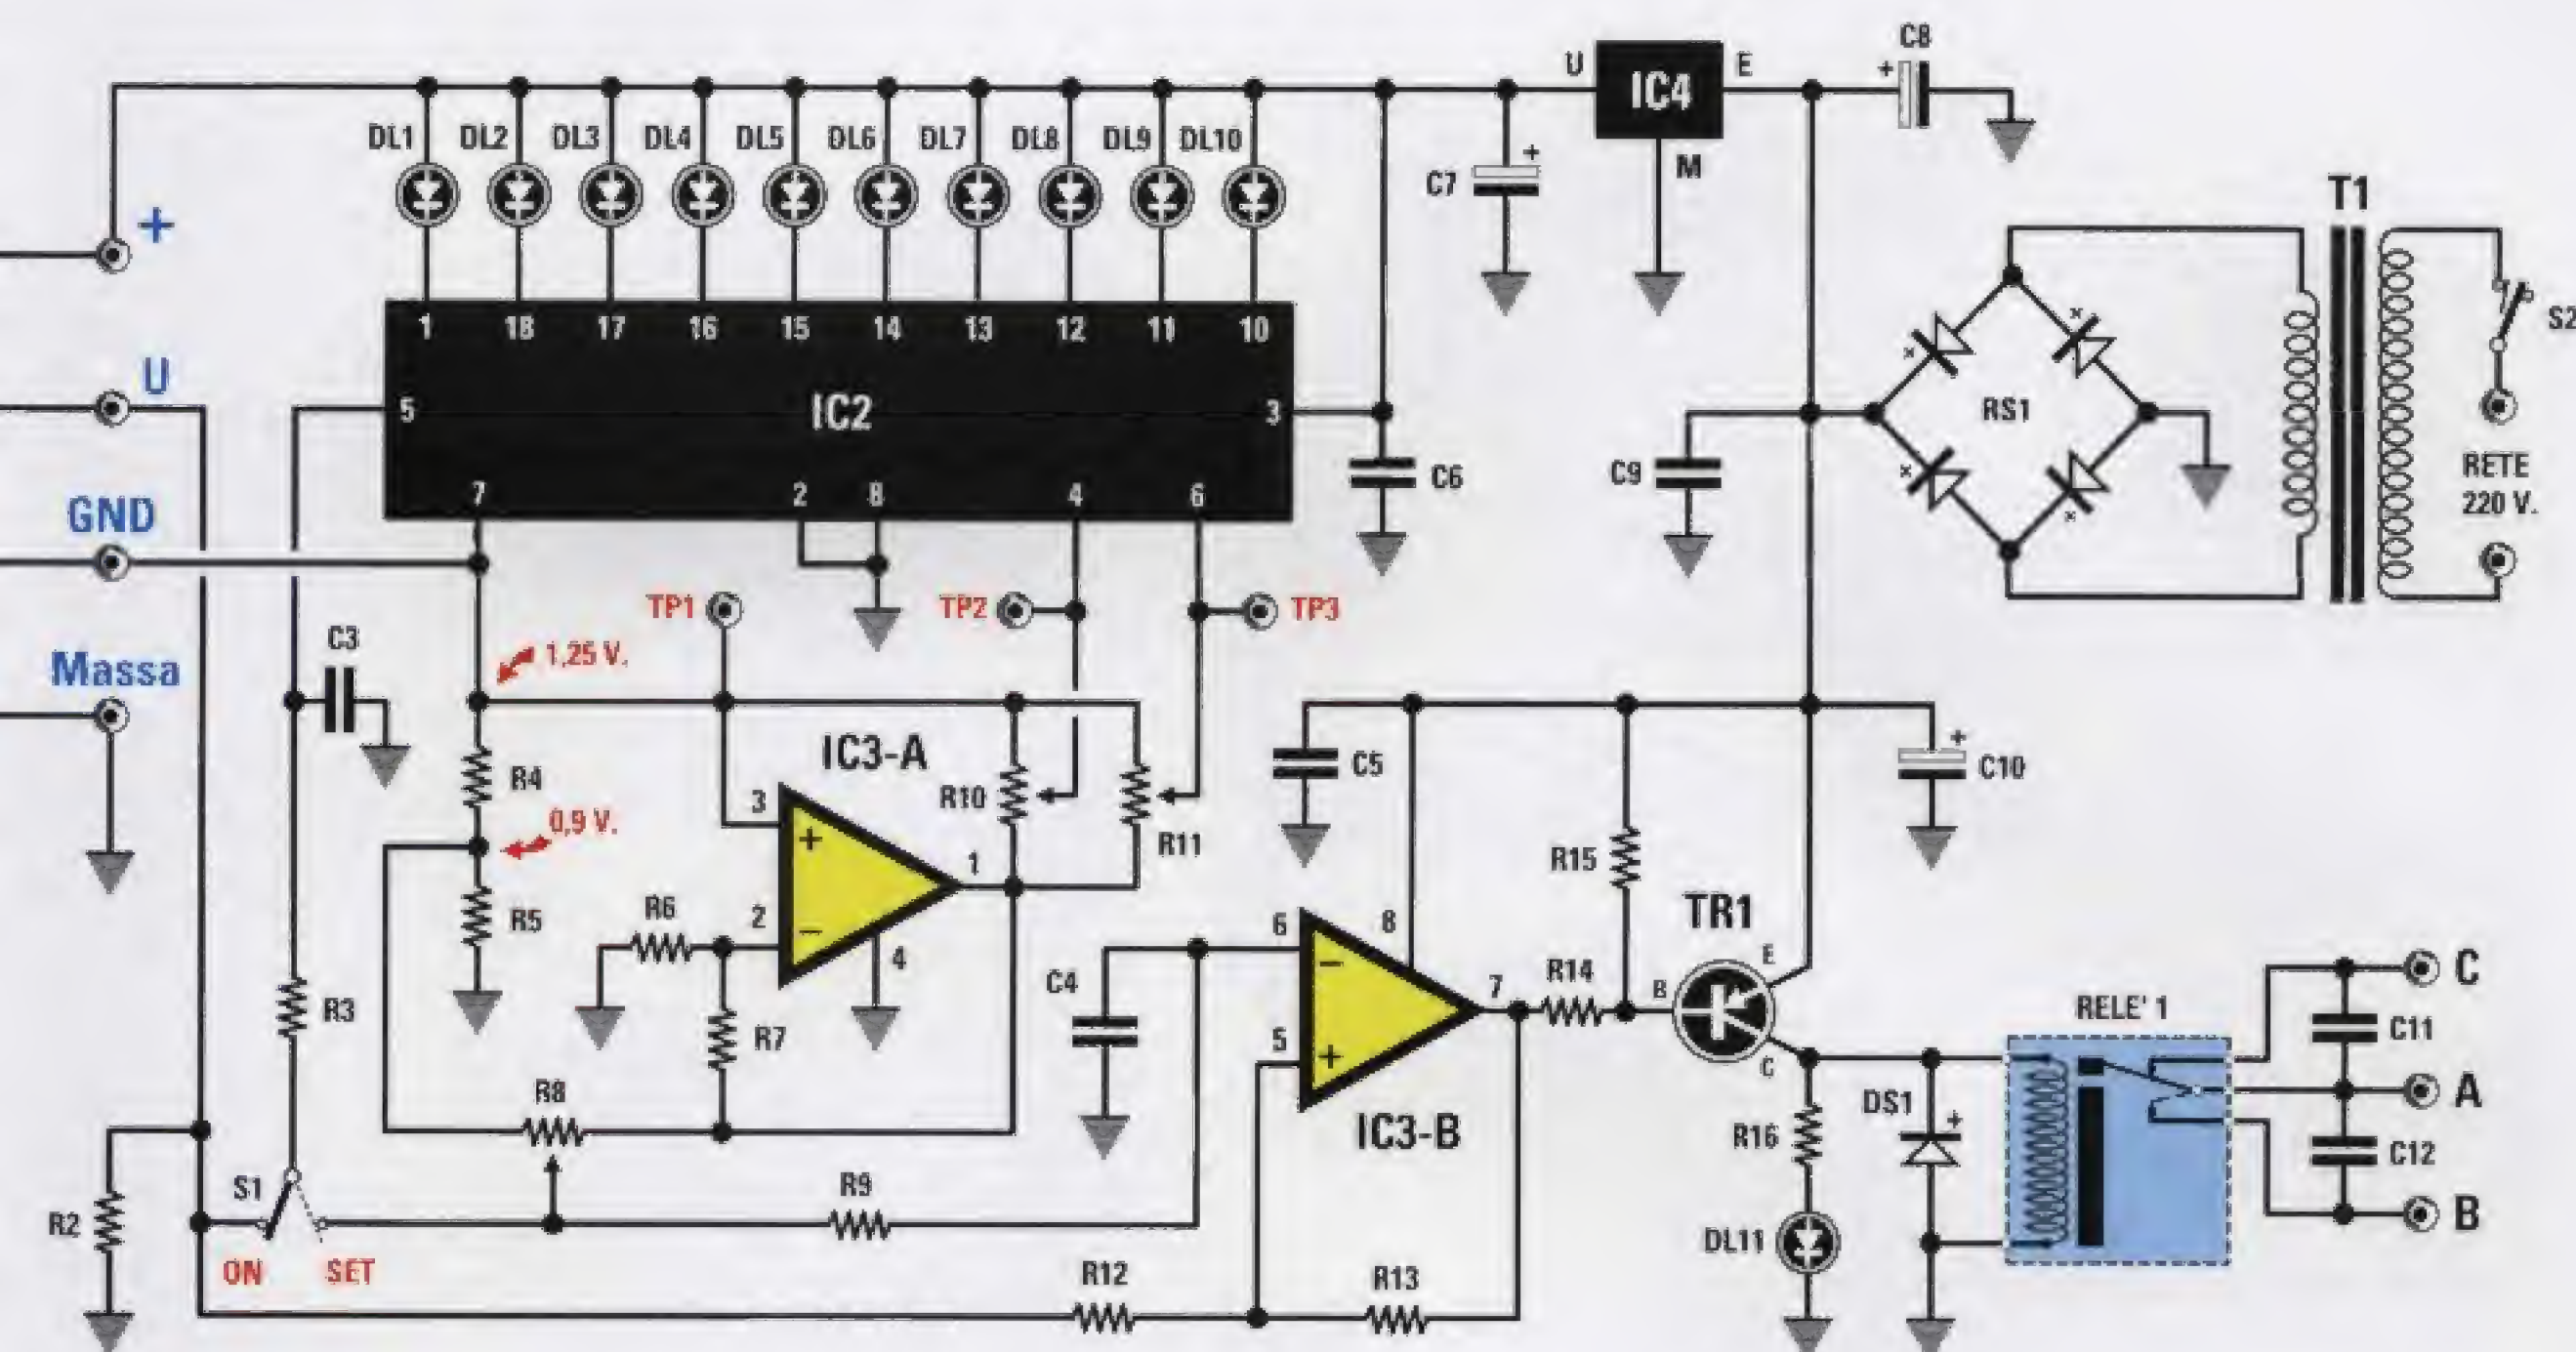 C8
+
U IC4 E
DL1 DL2 DL3 DL4 DL5 DL6 DL7 DL8 DL9 DL10
+
C7
M
T1
+
1 18 17 16 15 14 13 12 11 10
S2
U
5 IC2 3
RS1
C6
C9
RETE
220 V.
7 2 8 4 6
GND
TP1
TP2
TP3
C3
1,25 V.
Massa
IC3-A
+
C5
C10
R4
3
R10
0,9 V.
+
R11
1
R15
R5
R6
2
−
4
TR1
6
8
E
C
−
C4
R14
B
7
R3
RELE' 1
R7
5
+
C11
C
R8
DS1
+
A
IC3-B
R16
C12
S1
R9
R2
B
DL11
ON SET
R12
R13